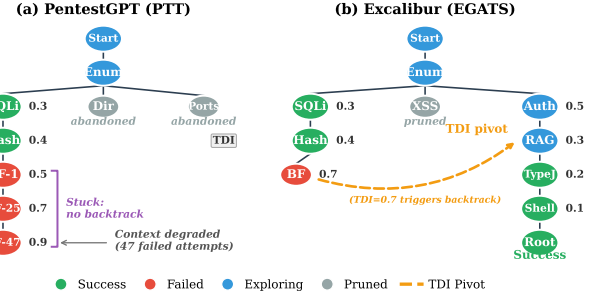 (a) PentestGPT (PTT)
Start
Enum
Dir
Ports
0.3
abandoned
abandoned
0.4
TDI
0.5
Stuck:
no backtrack
0.7
0.9
Context degraded
(47 failed attempts)
(b) Excalibur (EGATS)
Start
Enum
SQLi
0.3
XSS
pruned
Auth
0.5
TDI pivot
Hash
0.4
RAG
0.3
BF
0.7
TypeJ
0.2
(TDI=0.7 triggers backtrack)
Shell
0.1
Root
Success
Success
Failed
Exploring
Pruned
TDI Pivot